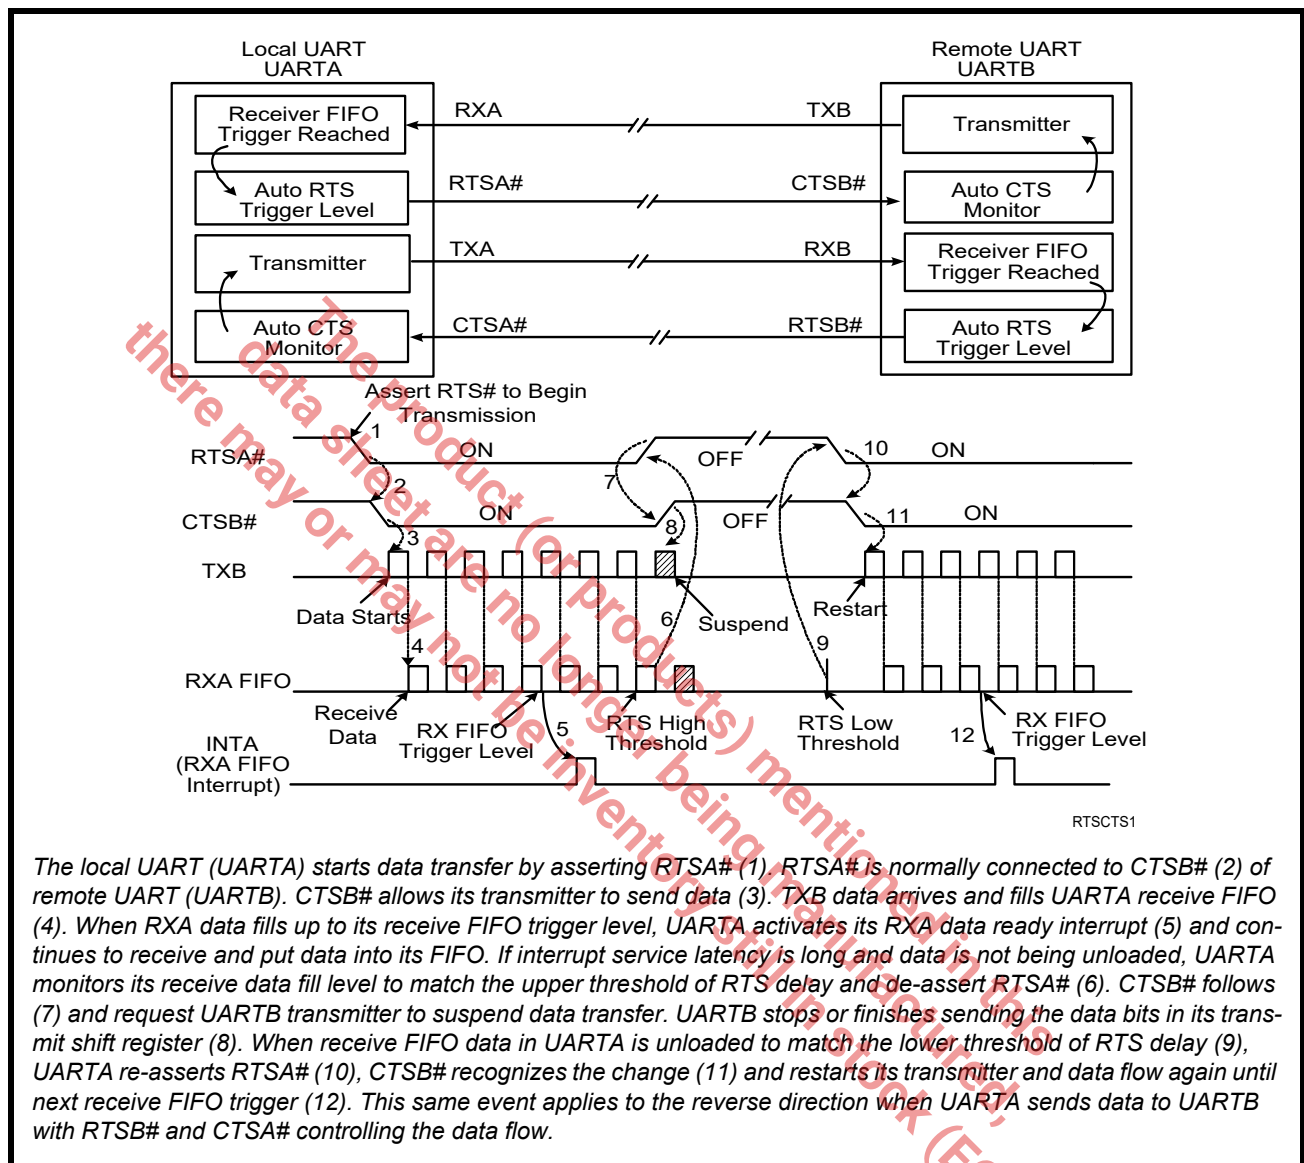 Local UART
UARTA
Remote UART
UARTB
Receiver FIFO
Trigger Reached
RXA
TXB
Transmitter
Auto RTS
Trigger Level
RTSA#
CTSB#
Auto CTS
Monitor
Transmitter
TXA
RXB
Receiver FIFO
Trigger Reached
Auto CTS
Monitor
CTSA#
RTSB#
Auto RTS
Trigger Level
Assert RTS# to Begin
Transmission
RTSA#
1
ON
7
OFF
10
ON
2
CTSB#
ON
8
OFF
11
ON
3
TXB
Data Starts
6
Suspend
Restart
4
9
RXA FIFO
Receive
Data
RX FIFO
Trigger Level
5
RTS High
Threshold
RTS Low
Threshold
12
RX FIFO
Trigger Level
INTA
(RXA FIFO
Interrupt)
RTSCTS1
The local UART (UARTA) starts data transfer by asserting RTSA# (1). RTSA# is normally connected to CTSB# (2) of
remote UART (UARTB). CTSB# allows its transmitter to send data (3). TXB data arrives and fills UARTA receive FIFO
(4). When RXA data fills up to its receive FIFO trigger level, UARTA activates its RXA data ready interrupt (5) and con-
tinues to receive and put data into its FIFO. If interrupt service latency is long and data is not being unloaded, UARTA
monitors its receive data fill level to match the upper threshold of RTS delay and de-assert RTSA# (6). CTSB# follows
(7) and request UARTB transmitter to suspend data transfer. UARTB stops or finishes sending the data bits in its trans-
mit shift register (8). When receive FIFO data in UARTA is unloaded to match the lower threshold of RTS delay (9),
UARTA re-asserts RTSA# (10), CTSB# recognizes the change (11) and restarts its transmitter and data flow again until
next receive FIFO trigger (12). This same event applies to the reverse direction when UARTA sends data to UARTB
with RTSB# and CTSA# controlling the data flow.
The product (or products) mentioned in this
data sheet are no longer being manufactured,
there may or may not be inventory still in stock